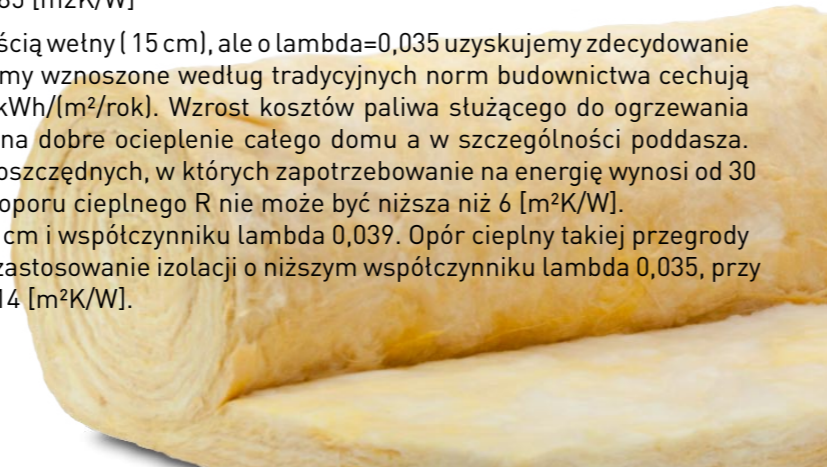 [m2K/W]
wełny ( 15 cm), ale o lambda=0,035 uzyskujemy zdecydowanie
wznoszone według tradycyjnych norm budownictwa cechują
kWh/(m²/rok). Wzrost kosztów paliwa służącego do ogrzewania
na dobre ocieplenie całego domu a w szczególności poddasza.
oszczędnych, w których zapotrzebowanie na energię wynosi od 30
oporu cieplnego R nie może być niższa niż 6 [m²K/W].
cm i współczynniku lambda 0,039. Opór cieplny takiej przegrody
zastosowanie izolacji o niższym współczynniku lambda 0,035, przy
14 [m²K/W].